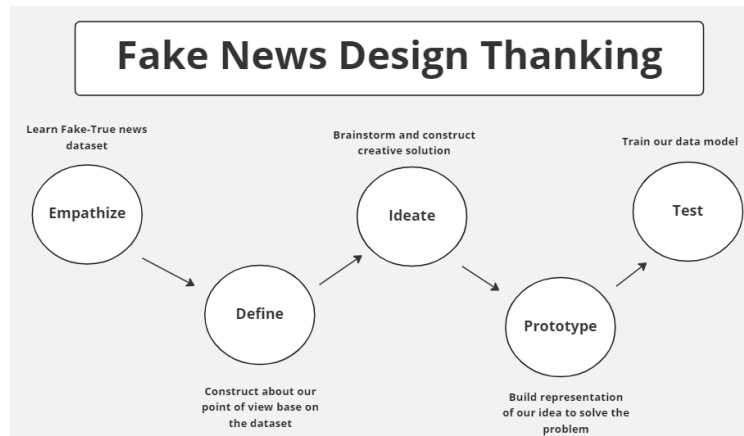 Fake News Design Thanking
Learn Fake-True news
dataset
Empathize
Define
Construct about our
point of view base on
the dataset
Brainstorm and construct
creative solution
Ideate
Prototype
Build representation
of our idea to solve the
problem
Train our data model
Test